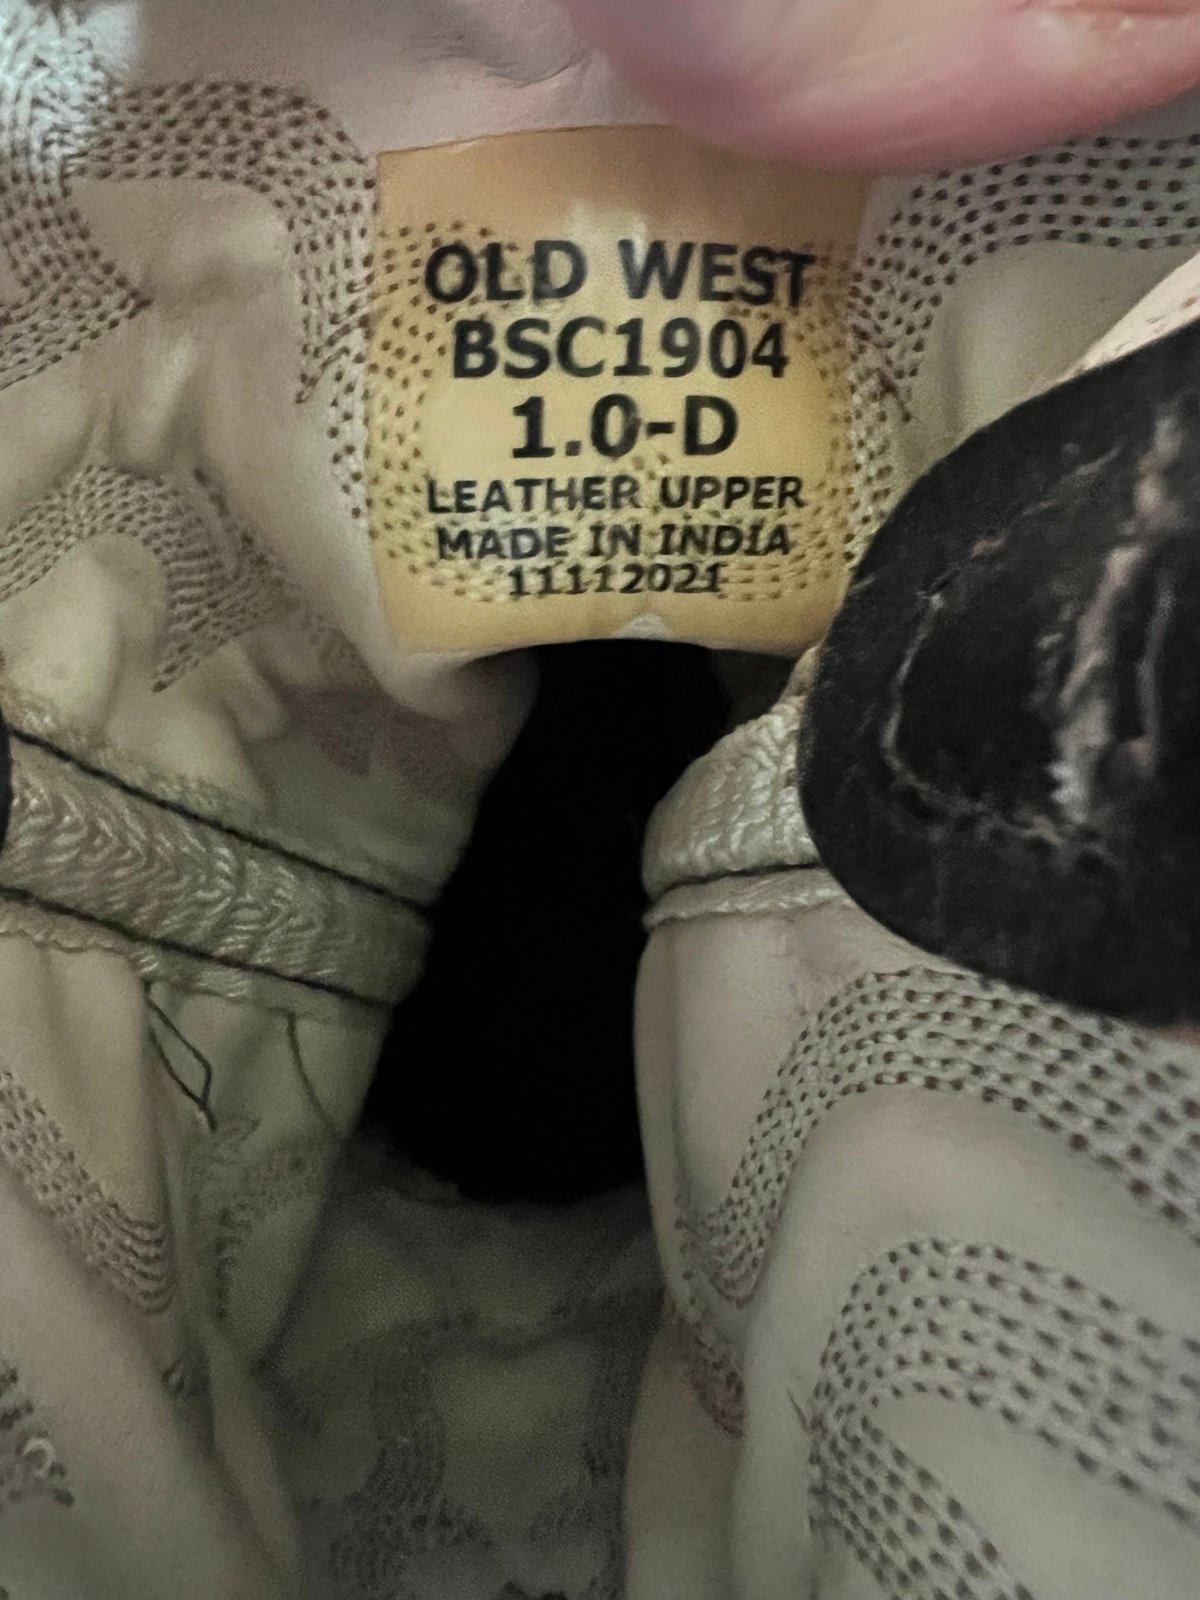 OLD WEST
BSC1904
1.0-D
LEATHER UPPER
MADE IN INDIA
11112021